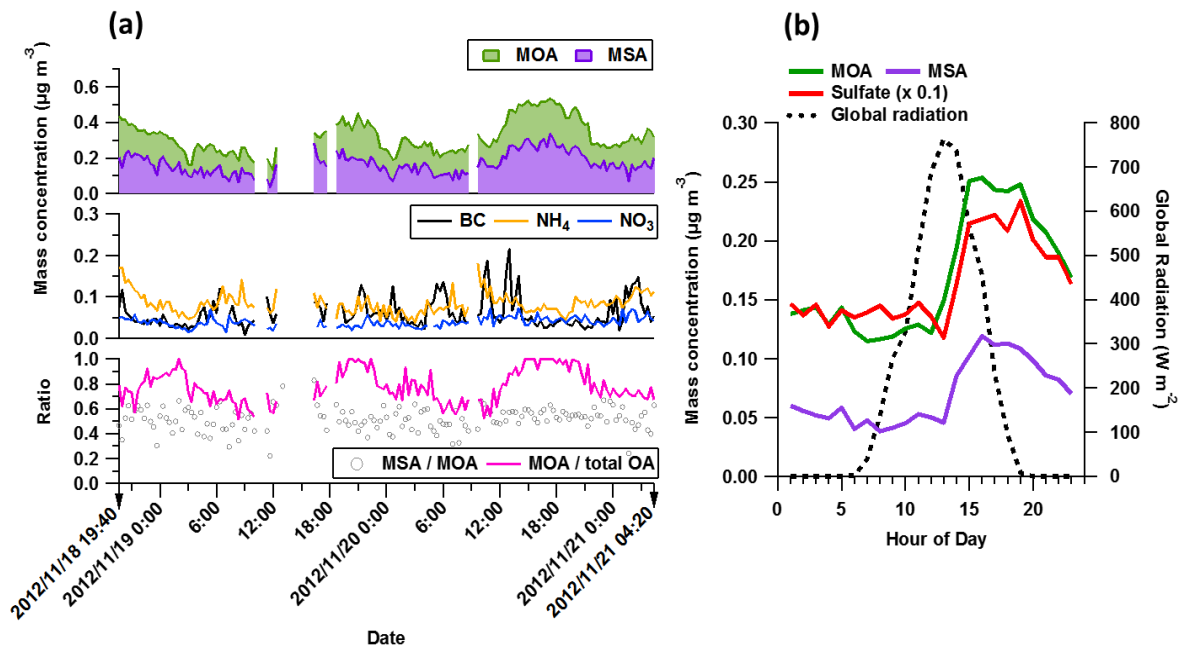 (a)
MOA MSA
Mass concentration (µg m-3)
0.6
0.4
0.2
0.0
BC NH4 NO3
0.3
0.2
0.1
0.0
Ratio
1.0
0.8
0.6
0.4
0.2
0.0
MSA / MOA MOA / total OA
2012/11/18 19:40
2012/11/19 0:00
6:00
12:00
18:00
2012/11/20 0:00
6:00
12:00
18:00
2012/11/21 0:00
2012/11/21 04:20
Date
(b)
MOA MSA
Sulfate (x 0.1)
Global radiation
Mass concentration (µg m-3)
0.30
0.25
0.20
0.15
0.10
0.05
0.00
800
700
600
500
400
300
200
100
0
Global Radiation (W m-2)
0 5 10 15 20
Hour of Day